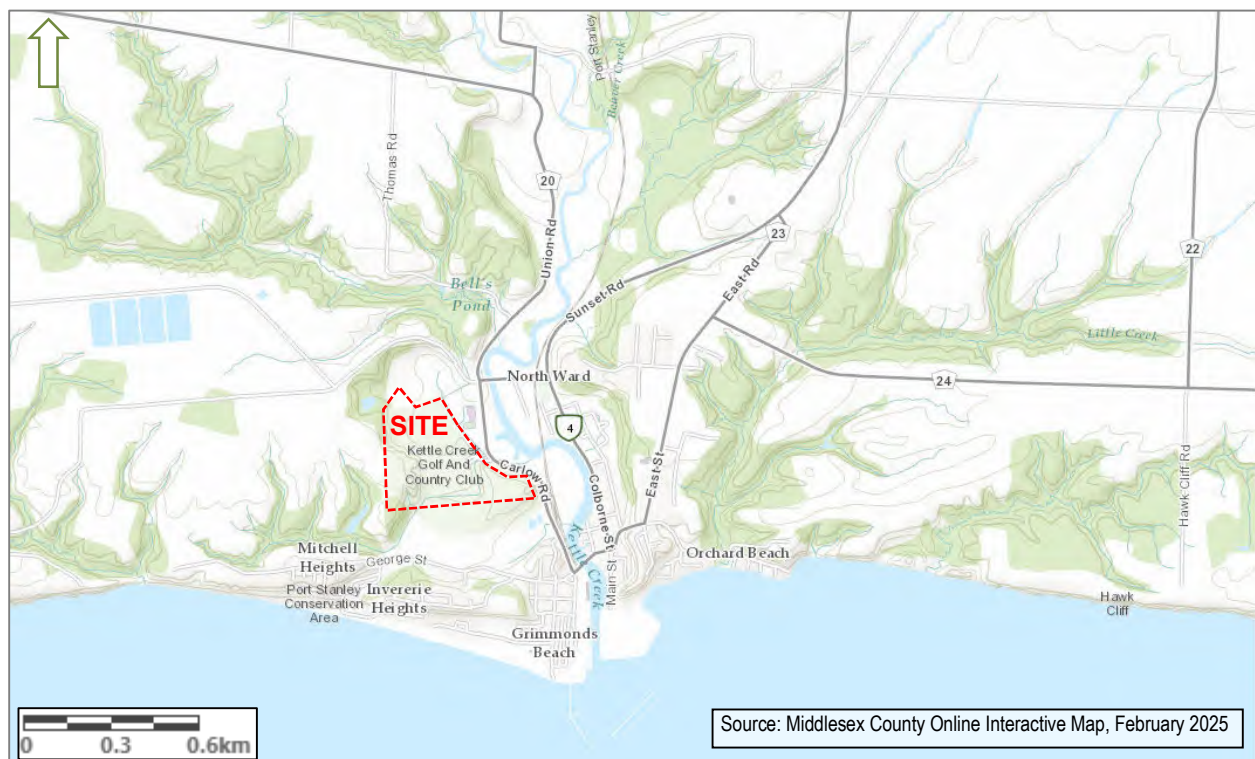 Port Stanley
Beaver Creek
Thomas Rd
20
Union Rd
23
22
Bell's
Pond
Sunset Rd
East Rd
Little Creek
North Ward
24
SITE
4
Kettle Creek
Golf And
Country Club
Carlow Rd
Colborne St
East St
Hawk Cliff Rd
Kettle Creek
Main St
Orchard Beach
Mitchell
Heights
George St
Port Stanley
Conservation
Area
Invererie
Heights
Hawk
Cliff
Grimmonds
Beach
0 0.3 0.6km
Source: Middlesex County Online Interactive Map, February 2025